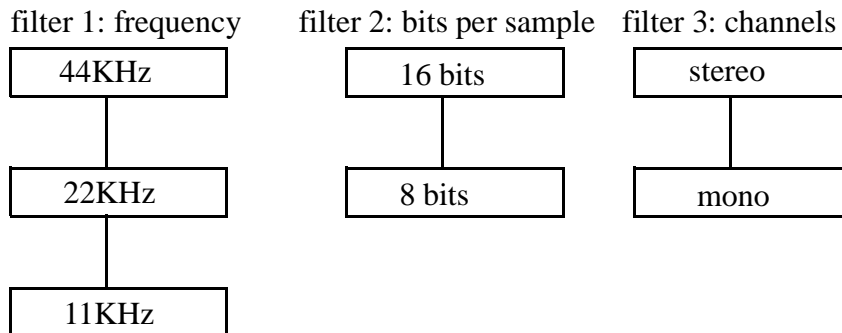 filter 1: frequency
filter 2: bits per sample
filter 3: channels
44KHz
16 bits
stereo
22KHz
8 bits
mono
11KHz